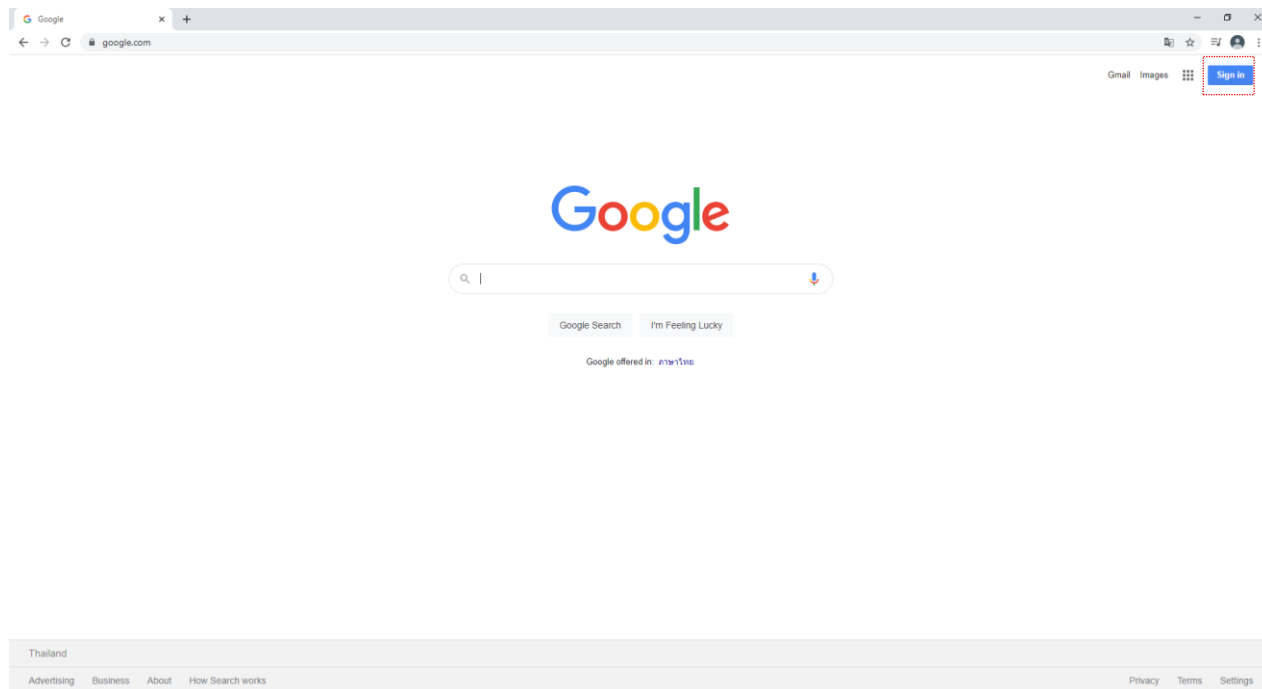 Google
google.com
Gmail Images Sign in
Google
Google Search I'm Feeling Lucky
Google offered in: ภาษาไทย
Thailand
Advertising Business About How Search works Privacy Terms Settings